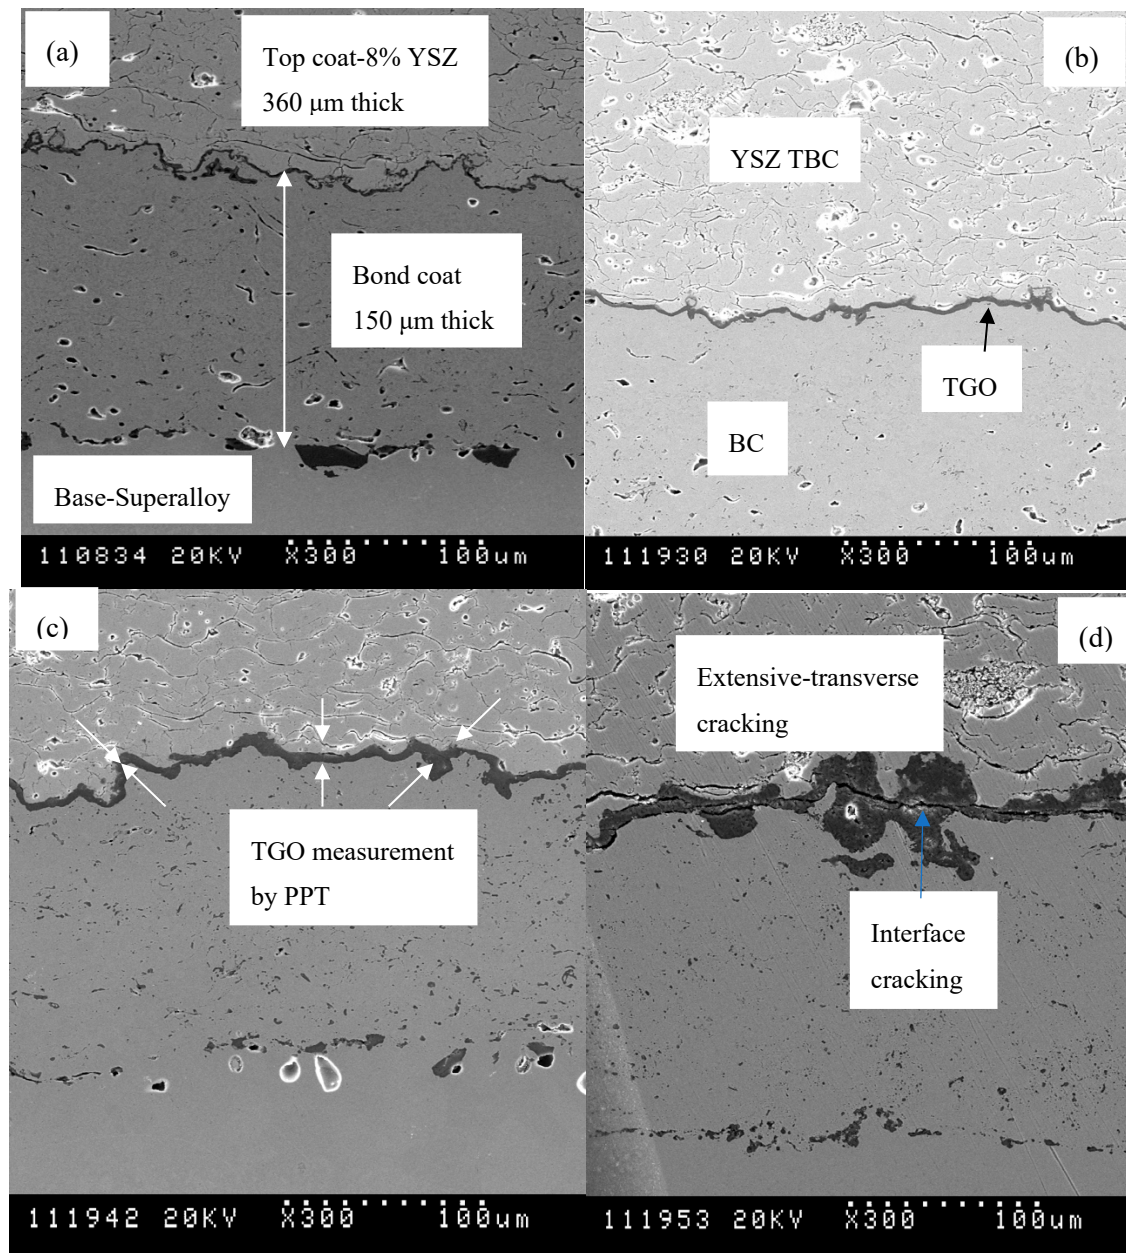 (a)
Top coat-8% YSZ
360 μm thick
Bond coat
150 μm thick
Base-Superalloy
110834 20KV X300 100um
(b)
YSZ TBC
TGO
BC
111930 20KV X300 100um
(c)
TGO measurement
by PPT
111942 20KV X300 100um
(d)
Extensive-transverse
cracking
Interface
cracking
111953 20KV X300 100um